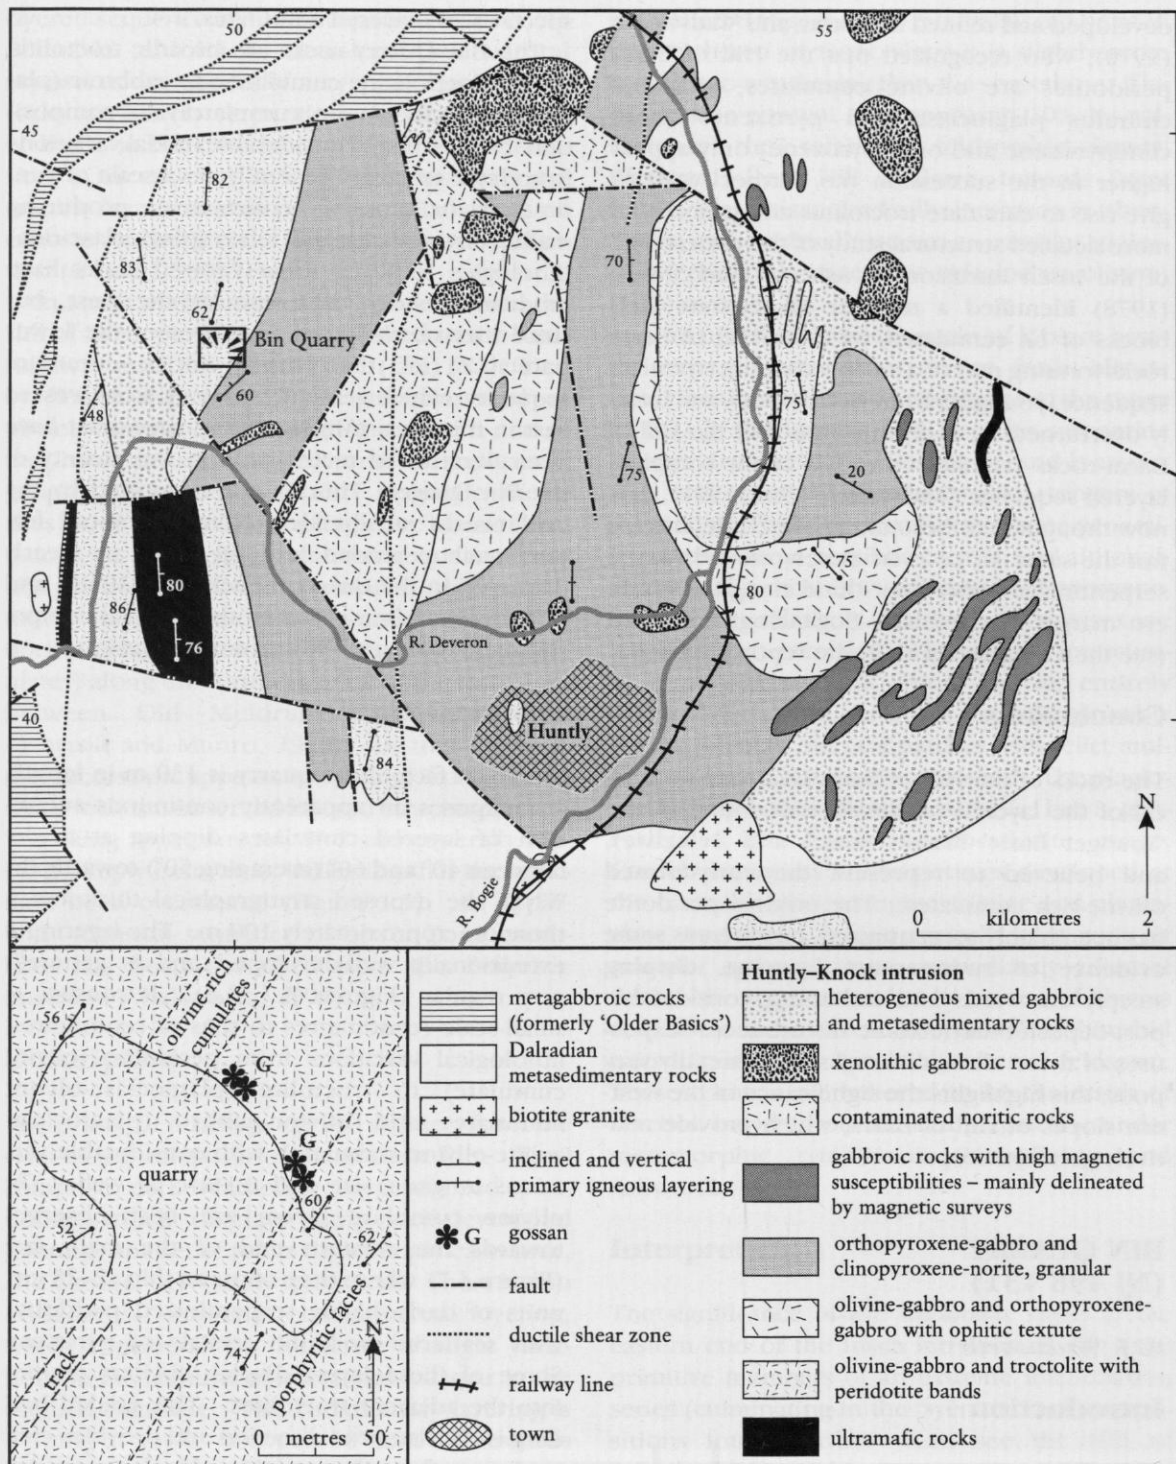 50
55
45
82
83
62
Bin Quarry
60
48
70
75
75
20
75
80
80
86
76
R. Deveron
Huntly
40
84
R. Bogie
N
0 kilometres 2
56
olivine-rich
cumulates
G
quarry
G
60
52
62
74
track
porphyritic facies
N
0 metres 50
metagabbroic rocks
(formerly ‘Older Basics’)
Dalradian
metasedimentary rocks
biotite granite
inclined and vertical
primary igneous layering
G gossan
fault
ductile shear zone
railway line
town
Huntly–Knock intrusion
heterogeneous mixed gabbroic
and metasedimentary rocks
xenolithic gabbroic rocks
contaminated noritic rocks
gabbroic rocks with high magnetic
susceptibilities – mainly delineated
by magnetic surveys
orthopyroxene-gabbro and
clinopyroxene-norite, granular
olivine-gabbro and orthopyroxene-
gabbro with ophitic textute
olivine-gabbro and troctolite with
peridotite bands
ultramafic rocks